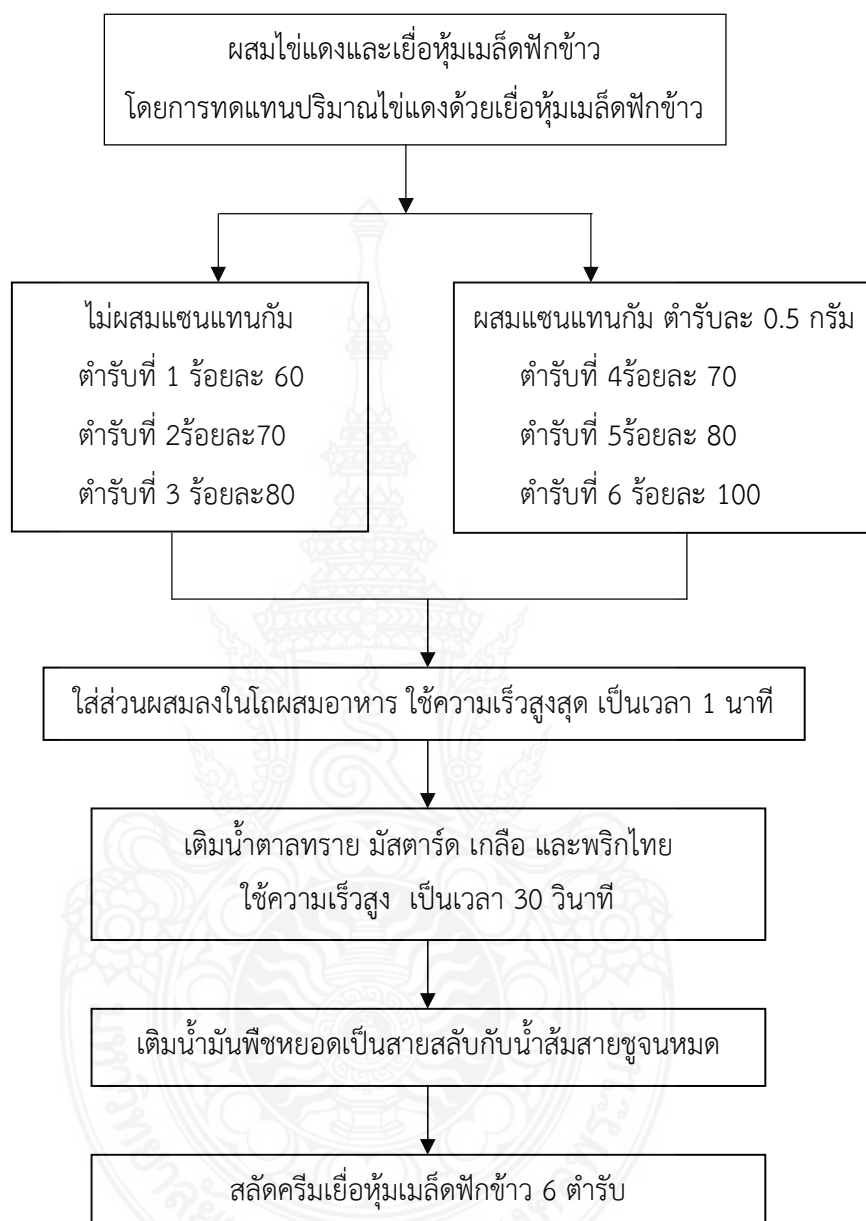 ผสมไข่แดงและเยื่อหุ้มเมล็ดฟักข้าว
โดยการทดแทนปริมาณไข่แดงด้วยเยื่อหุ้มเมล็ดฟักข้าว
ไม่ผสมแซนแทนกัม
ตำรับที่ 1 ร้อยละ 60
ตำรับที่ 2ร้อยละ70
ตำรับที่ 3 ร้อยละ80
ผสมแซนแทนกัม ตำรับละ 0.5 กรัม
ตำรับที่ 4ร้อยละ 70
ตำรับที่ 5ร้อยละ 80
ตำรับที่ 6 ร้อยละ 100
ใส่ส่วนผสมลงในโถผสมอาหาร ใช้ความเร็วสูงสุด เป็นเวลา 1 นาที
เติมน้ำตาลทราย มัสตาร์ด เกลือ และพริกไทย
ใช้ความเร็วสูง เป็นเวลา 30 วินาที
เติมน้ำมันพืชหยอดเป็นสายสลับกับน้ำส้มสายชูจนหมด
สลัดครีมเยื่อหุ้มเมล็ดฟักข้าว 6 ตำรับ